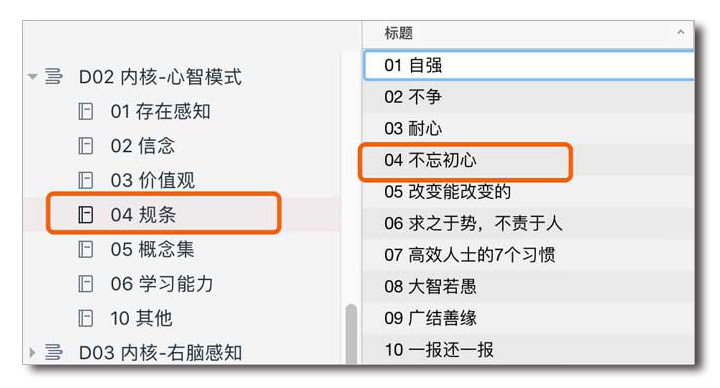 D02 内核-心智模式
01 存在感知
02 信念
03 价值观
04 规条
05 概念集
06 学习能力
10 其他
D03 内核-右脑感知
标题
01 自强
02 不争
03 耐心
04 不忘初心
05 改变能改变的
06 求之于势，不责于人
07 高效人士的7个习惯
08 大智若愚
09 广结善缘
10 一报还一报